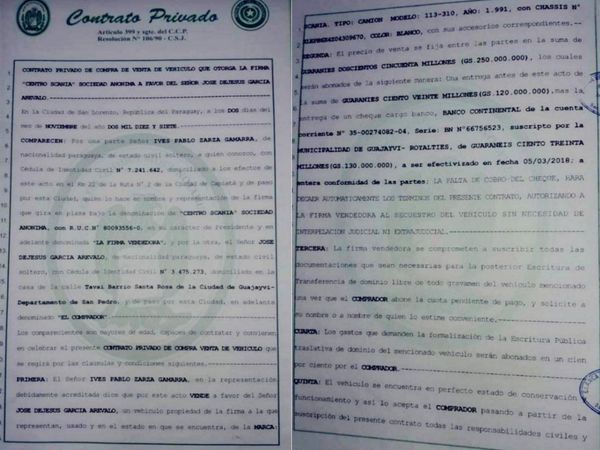 Contrato Privado
Artículo 399 y sgte. del C.C.P.
Resolución Nº 106/90 - C.S.J.
CONTRATO PRIVADO DE COMPRA DE VENTA DE VEHICULO QUE OTORGA LA FIRMA
"CENTRO SCANIA" SOCIEDAD ANONIMA A FAVOR DEL SEÑOR JOSE DEJESUS GARCIA
AREVALO.
En la Ciudad de San Lorenzo, República del Paraguay, a los DOS días del
mes de NOVIEMBRE del año DOS MIL DIEZ Y SIETE.
COMPARECEN: Por una parte Señor IVES PABLO ZARZA GAMARRA, de
nacionalidad paraguaya, de estado civil soltero, a quien conozco, con
Cédula de Identidad Civil N° 7.241.642, domiciliado a los efectos de
este acto en el Km 22 de la Ruta N° 2 de la Ciudad de Capiatá y de paso
por esta Ciudad, quien lo hace en nombre y representación de la firma
que gira en plaza bajo la denominación de "CENTRO SCANIA" SOCIEDAD
ANONIMA, con R.U.C.N° 80093556-0, en su carácter de Presidente y en
adelante denominada "LA FIRMA VENDEDORA", y por la otra, el Señor JOSE
DEJESUS GARCIA AREVALO, de Nacionalidad paraguaya, de estado civil
soltero, con Cédula de Identidad Civil N° 3.475.273, domiciliado en la
casa de la calle Tavai Barrio Santa Rosa de la Ciudad de Guajayvi-
Departamento de San Pedro, y de paso por esta Ciudad, en adelante
denominado "EL COMPRADOR".
Los comparecientes son mayores de edad, capaces de contratar y convienen
en celebrar el presente CONTRATO PRIVADO DE COMPRA VENTA DE VEHICULO que
se regirá por las cláusulas y condiciones siguientes.
PRIMERA: El Señor IVES PABLO ZARZA GAMARRA, en la representación
debidamente acreditada dice que por este acto VENDE a favor del Señor
JOSE DEJESUS GARCIA AREVALO, un vehículo propiedad de la firma a la que
representan, usado y en el estado en que se encuentra, de la MARCA:
SCANIA, TIPO: CAMION MODELO: 113-310, AÑO: 1.991, con CHASSIS N°
COLOR: BLANCO, con sus accesorios correspondientes.
SEGUNDA: El precio de venta se fija entre las partes en la suma de
GUARANIES DOSCIENTOS CINCUENTA MILLONES (GS.250.000.000), los cuales
serán abonados de la siguiente manera: Una entrega antes de este acto de
la suma de GUARANIES CIENTO VEINTE MILLONES (GS.120.000.000), mas la
entrega de un cheque cargo banco, BANCO CONTINENTAL de la cuenta
corriente N° 35-00274082-04, Serie: BN N°66756523, suscripto por la
MUNICIPALIDAD DE GUAJAYVI- ROYALTIES, de GUARANEIS CIENTO TREINTA
MILLONES(GS.130.000.000), a ser efectivizado en fecha 05/03/2018; a
entera conformidad de las partes; LA FALTA DE COBRO DEL CHEQUE, HARA
DECAER AUTOMATICAMENTE LOS TERMINOS DEL PRESENTE CONTRATO, AUTORIZANDO A
LA FIRMA VENDEDORA AL SECUESTRO DEL VEHICULO SIN NECESIDAD DE
INTERPELACION JUDICIAL NI EXTRAJUDICIAL.
TERCERA: La firma vendedora se comprometen a suscribir todas las
documentaciones que sean necesarias para la posterior Escritura de
Transferencia de dominio libre de todo gravamen del vehículo mencionado
una vez que el COMPRADOR abone la cuenta pendiente de pago, y solicite a
su nombre o a nombre de quien lo estime conveniente.
CUARTA: Los gastos que demanden la formalización de la Escritura Pública
traslativa de dominio del mencionado vehículo serán abonados en un cien
por ciento por el COMPRADOR.
QUINTA: El vehículo se encuentra en perfecto estado de conservación
funcionamiento y así lo acepta el COMPRADOR pasando a partir de la
suscripción del presente contrato todas las responsabilidades civiles y